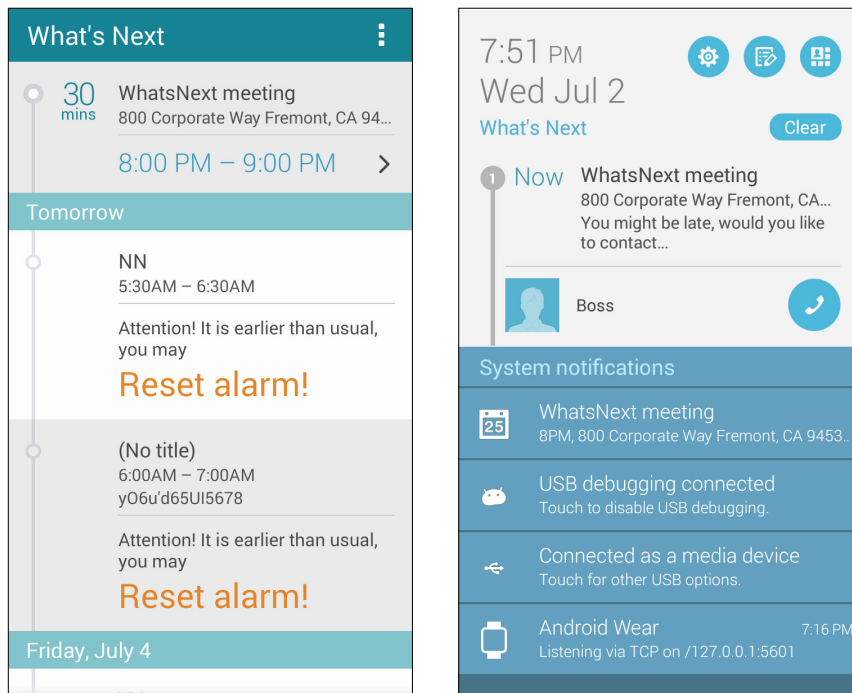 What's Next
30
mins
WhatsNext meeting
800 Corporate Way Fremont, CA 94...
8:00 PM – 9:00 PM
Tomorrow
NN
5:30AM – 6:30AM
Attention! It is earlier than usual,
you may
Reset alarm!
(No title)
6:00AM – 7:00AM
yO6u'd65UI5678
Attention! It is earlier than usual,
you may
Reset alarm!
Friday, July 4
7:51 PM
Wed Jul 2
What's Next
Clear
1
Now
WhatsNext meeting
800 Corporate Way Fremont, CA...
You might be late, would you like
to contact...
Boss
System notifications
25
WhatsNext meeting
8PM, 800 Corporate Way Fremont, CA 9453..
USB debugging connected
Touch to disable USB debugging.
Connected as a media device
Touch for other USB options.
Android Wear
7:16 PM
Listening via TCP on /127.0.0.1:5601